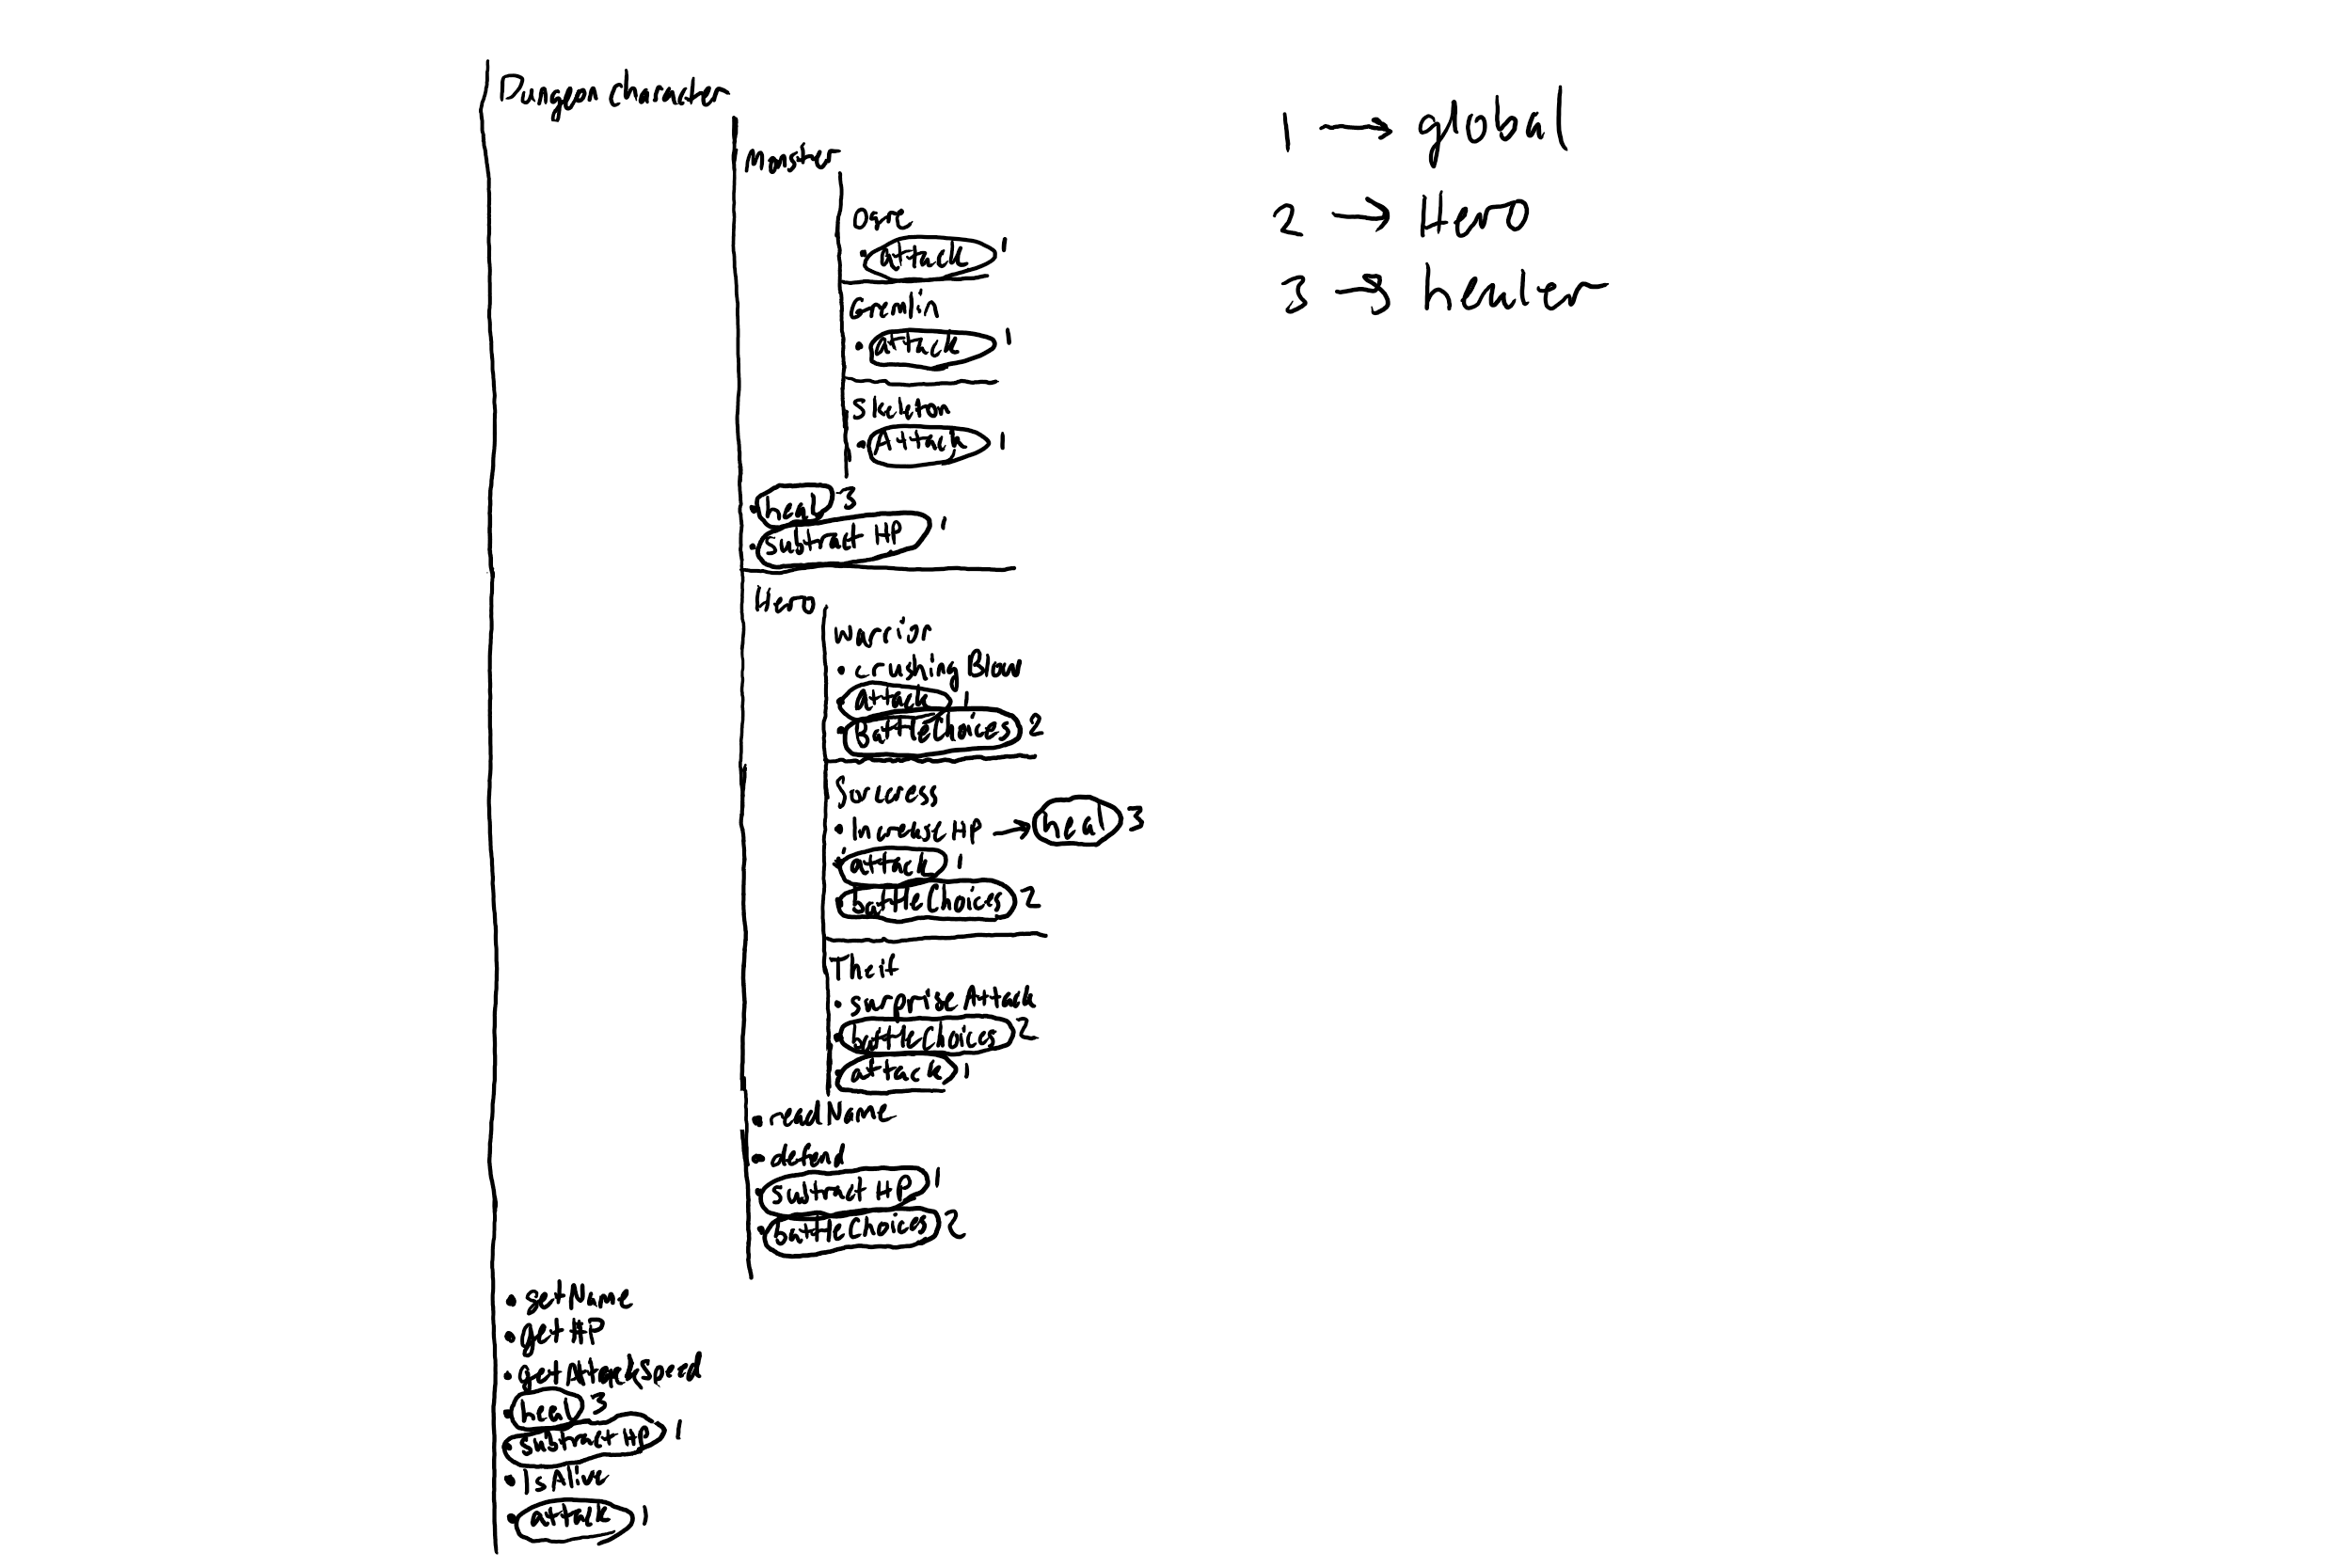 Dungeon character
Monster
Ogre
• attack 1
Gremlin
• attack 1
Skeleton
• Attack 1
• heal 3
• subtract HP 1
Hero
Warrior
• crushing Blow
• attack 1
• BattleChoices 2
Sorceress
• Increase HP → heal 3
• attack 1
• battleChoices 2
Theif
• surprise Attack
• battleChoices 2
• attack 1
• readName
• defend
• subtract HP 1
• battleChoices 2
• getName
• getHP
• getAttackSpeed
• heal 3
• subtract HP 1
• IsAlive
• attack 1
1 → global
2 → Hero
3 → healer